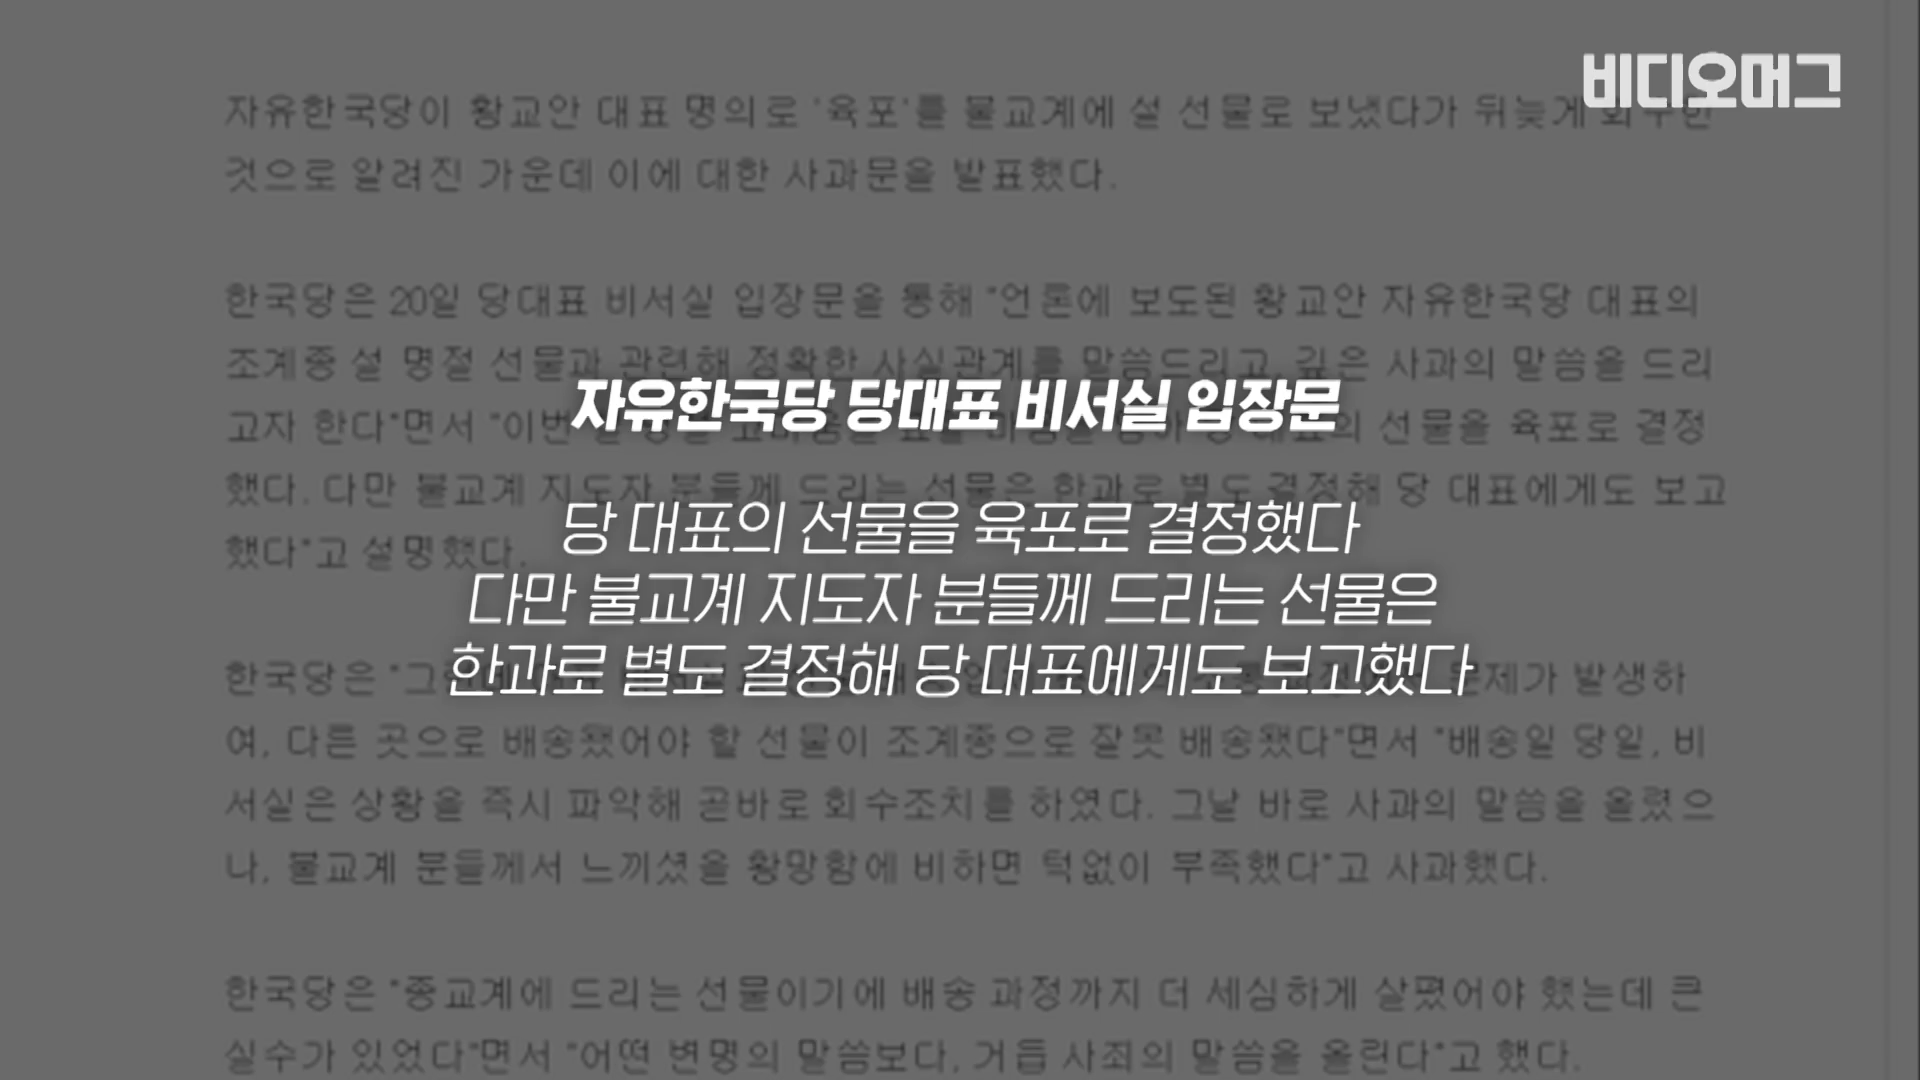 비디오머그
자유한국당이 황교안 대표 명의로 '육포'를 불교계에 설 선물로 보냈다가 뒤늦게 회수한
것으로 알려진 가운데 이에 대한 사과문을 발표했다.
한국당은 20일 당대표 비서실 입장문을 통해 "언론에 보도된 황교안 자유한국당 대표의
조계종 설 명절 선물과 관련해 정확한 사실관계를 말씀드리고, 깊은 사과의 말씀을 드리
자유한국당 당대표 비서실 입장문
고자 한다"면서 "이번 선물을 육포로 결정
했다. 다만 불교계 지도자 분들께 드리는 선물은 한과로 별도 결정해 당 대표에게도 보고
당 대표의 선물을 육포로 결정했다
했다"고 설명했다.
다만 불교계 지도자 분들께 드리는 선물은
한과로 별도 결정해 당 대표에게도 보고했다
한국당은 문제가 발생하
여, 다른 곳으로 배송됐어야 할 선물이 조계종으로 잘못 배송됐다"면서 "배송일 당일, 비
서실은 상황을 즉시 파악해 곧바로 회수조치를 하였다. 그날 바로 사과의 말씀을 올렸으
나, 불교계 분들께서 느끼셨을 황망함에 비하면 턱없이 부족했다"고 사과했다.
한국당은 "종교계에 드리는 선물이기에 배송 과정까지 더 세심하게 살폈어야 했는데 큰
실수가 있었다"면서 "어떤 변명의 말씀보다, 거듭 사죄의 말씀을 올린다"고 했다.